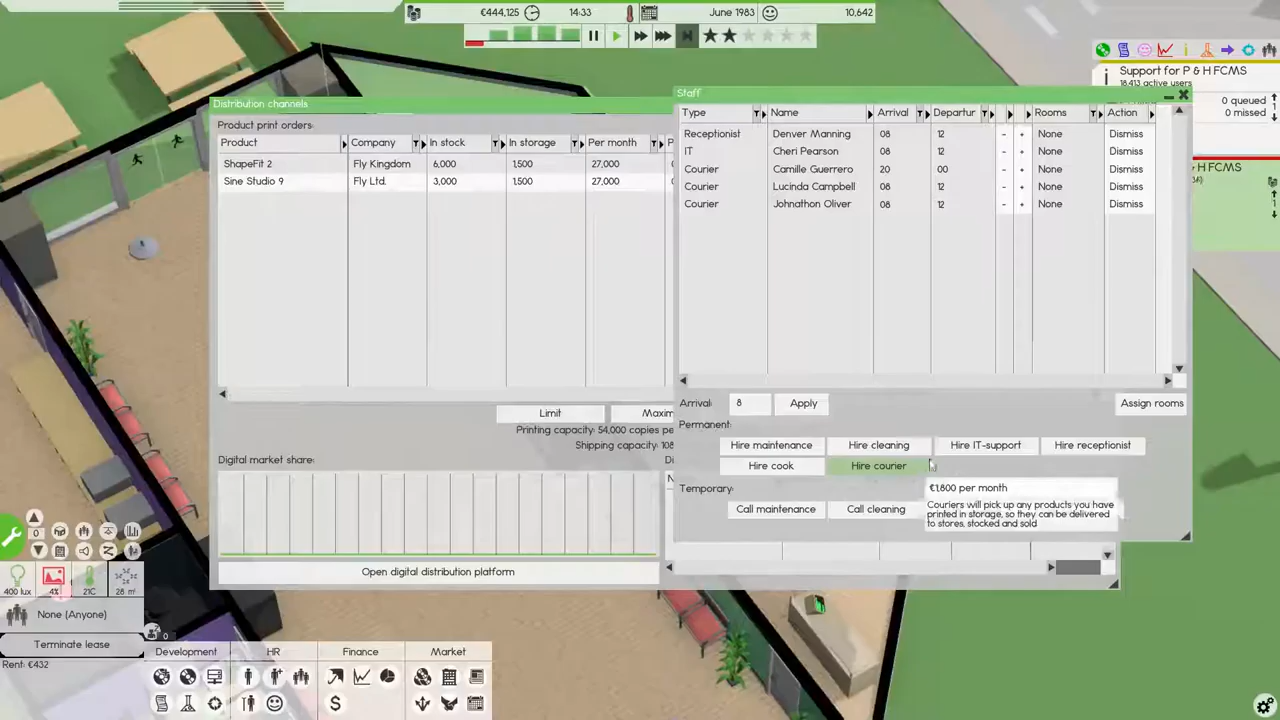 €444,125
14:33
June 1983
10,642
Support for P & H FCMS
18,413 active users
0 queued
0 missed
H FCMS
Distribution channels
Product print orders:
Product
Company
In stock
In storage
Per month
ShapeFit 2
Fly Kingdom
6,000
1,500
27,000
Sine Studio 9
Fly Ltd.
3,000
1,500
27,000
Limit
Printing capacity: 54,000 copies
Shipping capacity:
Digital market share:
Open digital distribution platform
Staff
Type
Name
Arrival
Departur
Rooms
Action
Receptionist
Denver Manning
08
12
-
+
None
Dismiss
IT
Cheri Pearson
08
12
-
+
None
Dismiss
Courier
Camille Guerrero
20
00
-
+
None
Dismiss
Courier
Lucinda Campbell
08
12
-
+
None
Dismiss
Courier
Johnathon Oliver
08
12
-
+
None
Dismiss
Arrival:
8
Apply
Assign rooms
Permanent:
Hire maintenance
Hire cleaning
Hire IT-support
Hire receptionist
Hire cook
Hire courier
Temporary:
Call maintenance
Call cleaning
€1,800 per month
Couriers will pick up any products you have
printed in storage, so they can be delivered
to stores, stocked and sold
0
400 lux
4%
21C
28 m²
None (Anyone)
0
Terminate lease
Rent: €432
Development
HR
Finance
Market